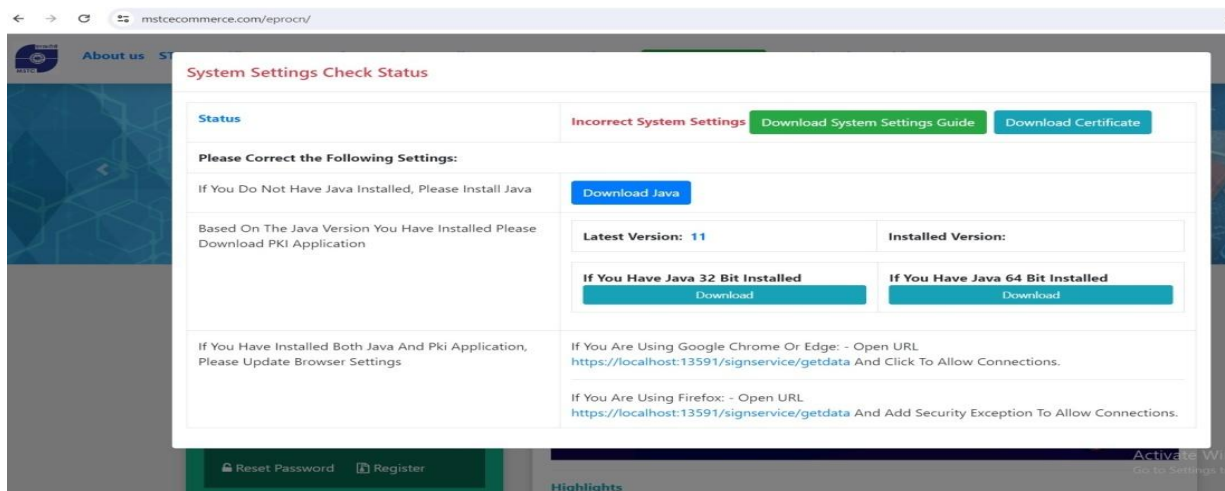 mstcecommerce.com/eprocn/
MSTC
About us ST
System Settings Check Status
Status
Incorrect System Settings Download System Settings Guide Download Certificate
Please Correct the Following Settings:
If You Do Not Have Java Installed, Please Install Java
Download Java
Based On The Java Version You Have Installed Please
Download PKI Application
Latest Version: 11
Installed Version:
If You Have Java 32 Bit Installed
Download
If You Have Java 64 Bit Installed
Download
If You Have Installed Both Java And Pki Application,
Please Update Browser Settings
If You Are Using Google Chrome Or Edge: - Open URL
https://localhost:13591/signservice/getdata And Click To Allow Connections.
If You Are Using Firefox: - Open URL
https://localhost:13591/signservice/getdata And Add Security Exception To Allow Connections.
Reset Password Register
Highlights
Activate Wi
Go to Settings t